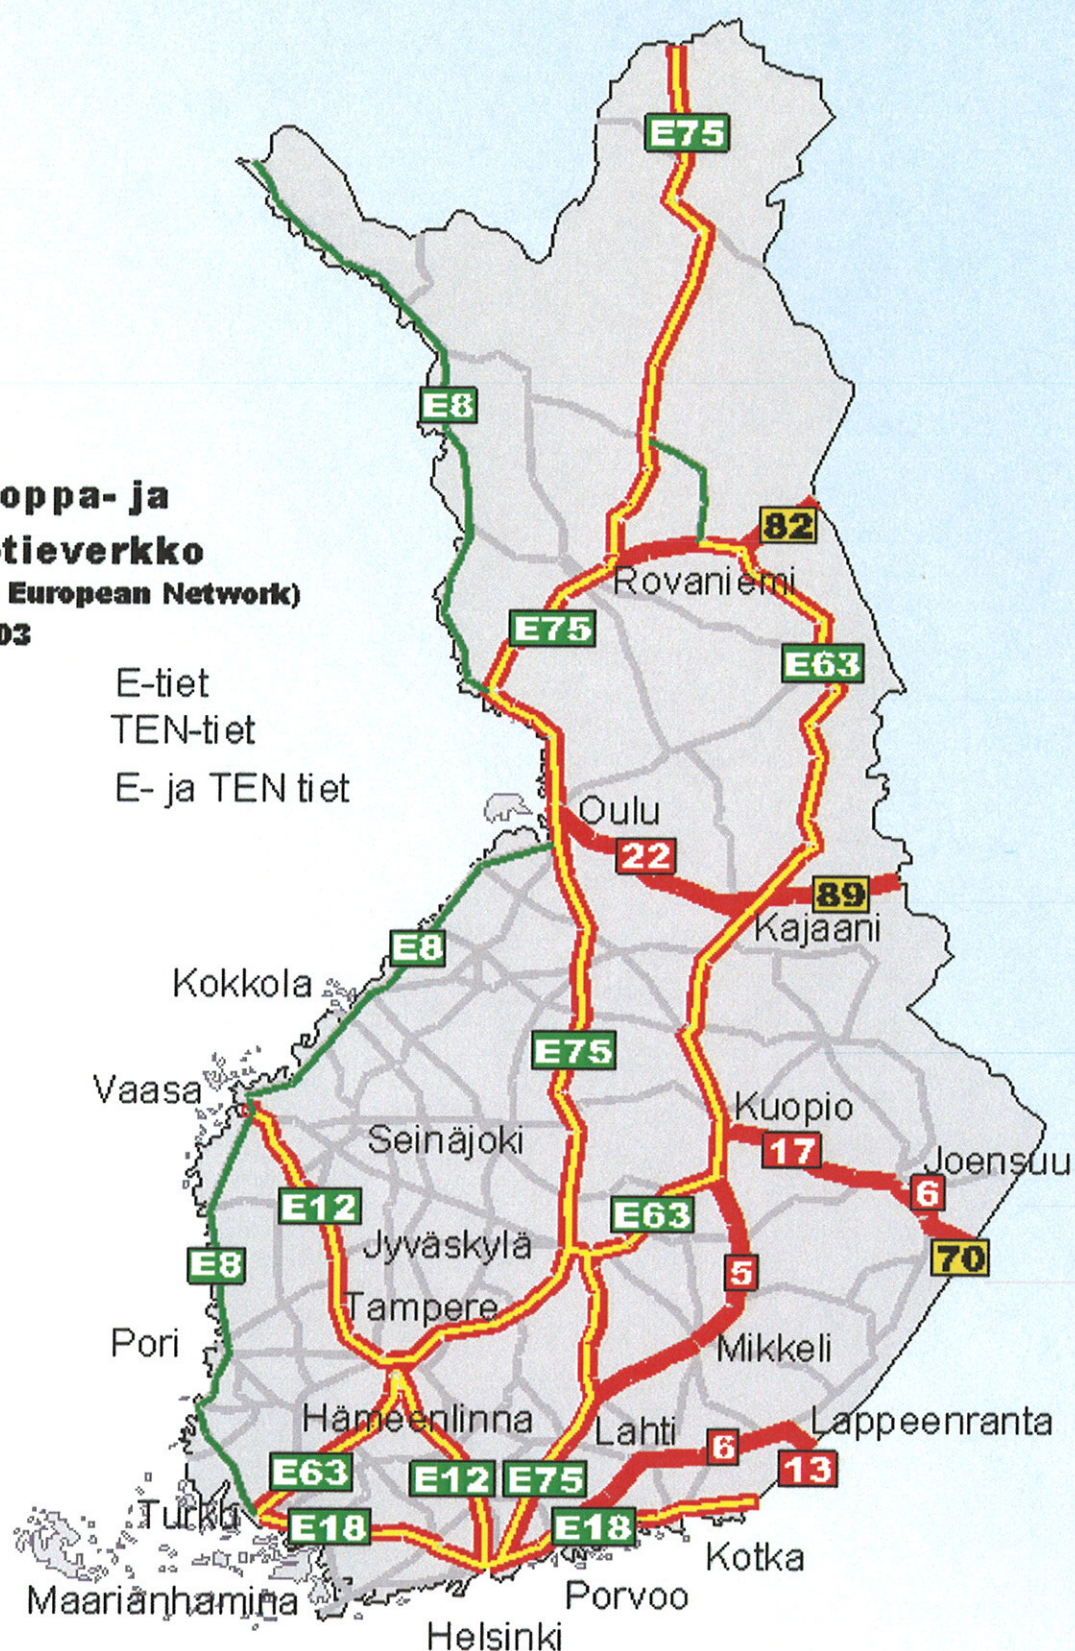 E75
E8
oppa- ja
tieverkko
European Network)
03
82
Rovaniemi
E75
E63
E-tiet
TEN-tiet
E- ja TEN tiet
Oulu
22
89
Kajaani
E8
Kokkola
E75
Vaasa
Kuopio
Seinäjoki
17
Joensuu
6
E12
E63
Jyväskylä
E8
70
5
Tampere
Pori
Mikkeli
Hämeenlinna
Lahti
Lappeenranta
6
13
E63
E12
E75
Turku
E18
E18
Kotka
Maarianhamina
Porvoo
Helsinki